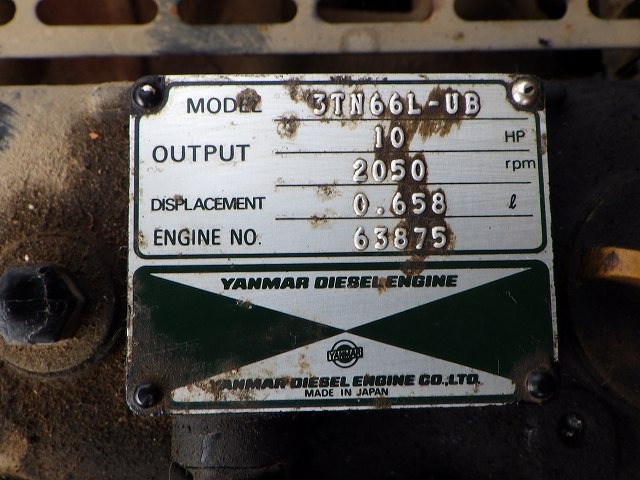 MODEL 3TN66L-UB
OUTPUT 10 HP
2050 rpm
DISPLACEMENT 0.658 ℓ
ENGINE NO. 63875
YANMAR DIESEL ENGINE
YANMAR
YANMAR DIESEL ENGINE CO.,LTD.
MADE IN JAPAN